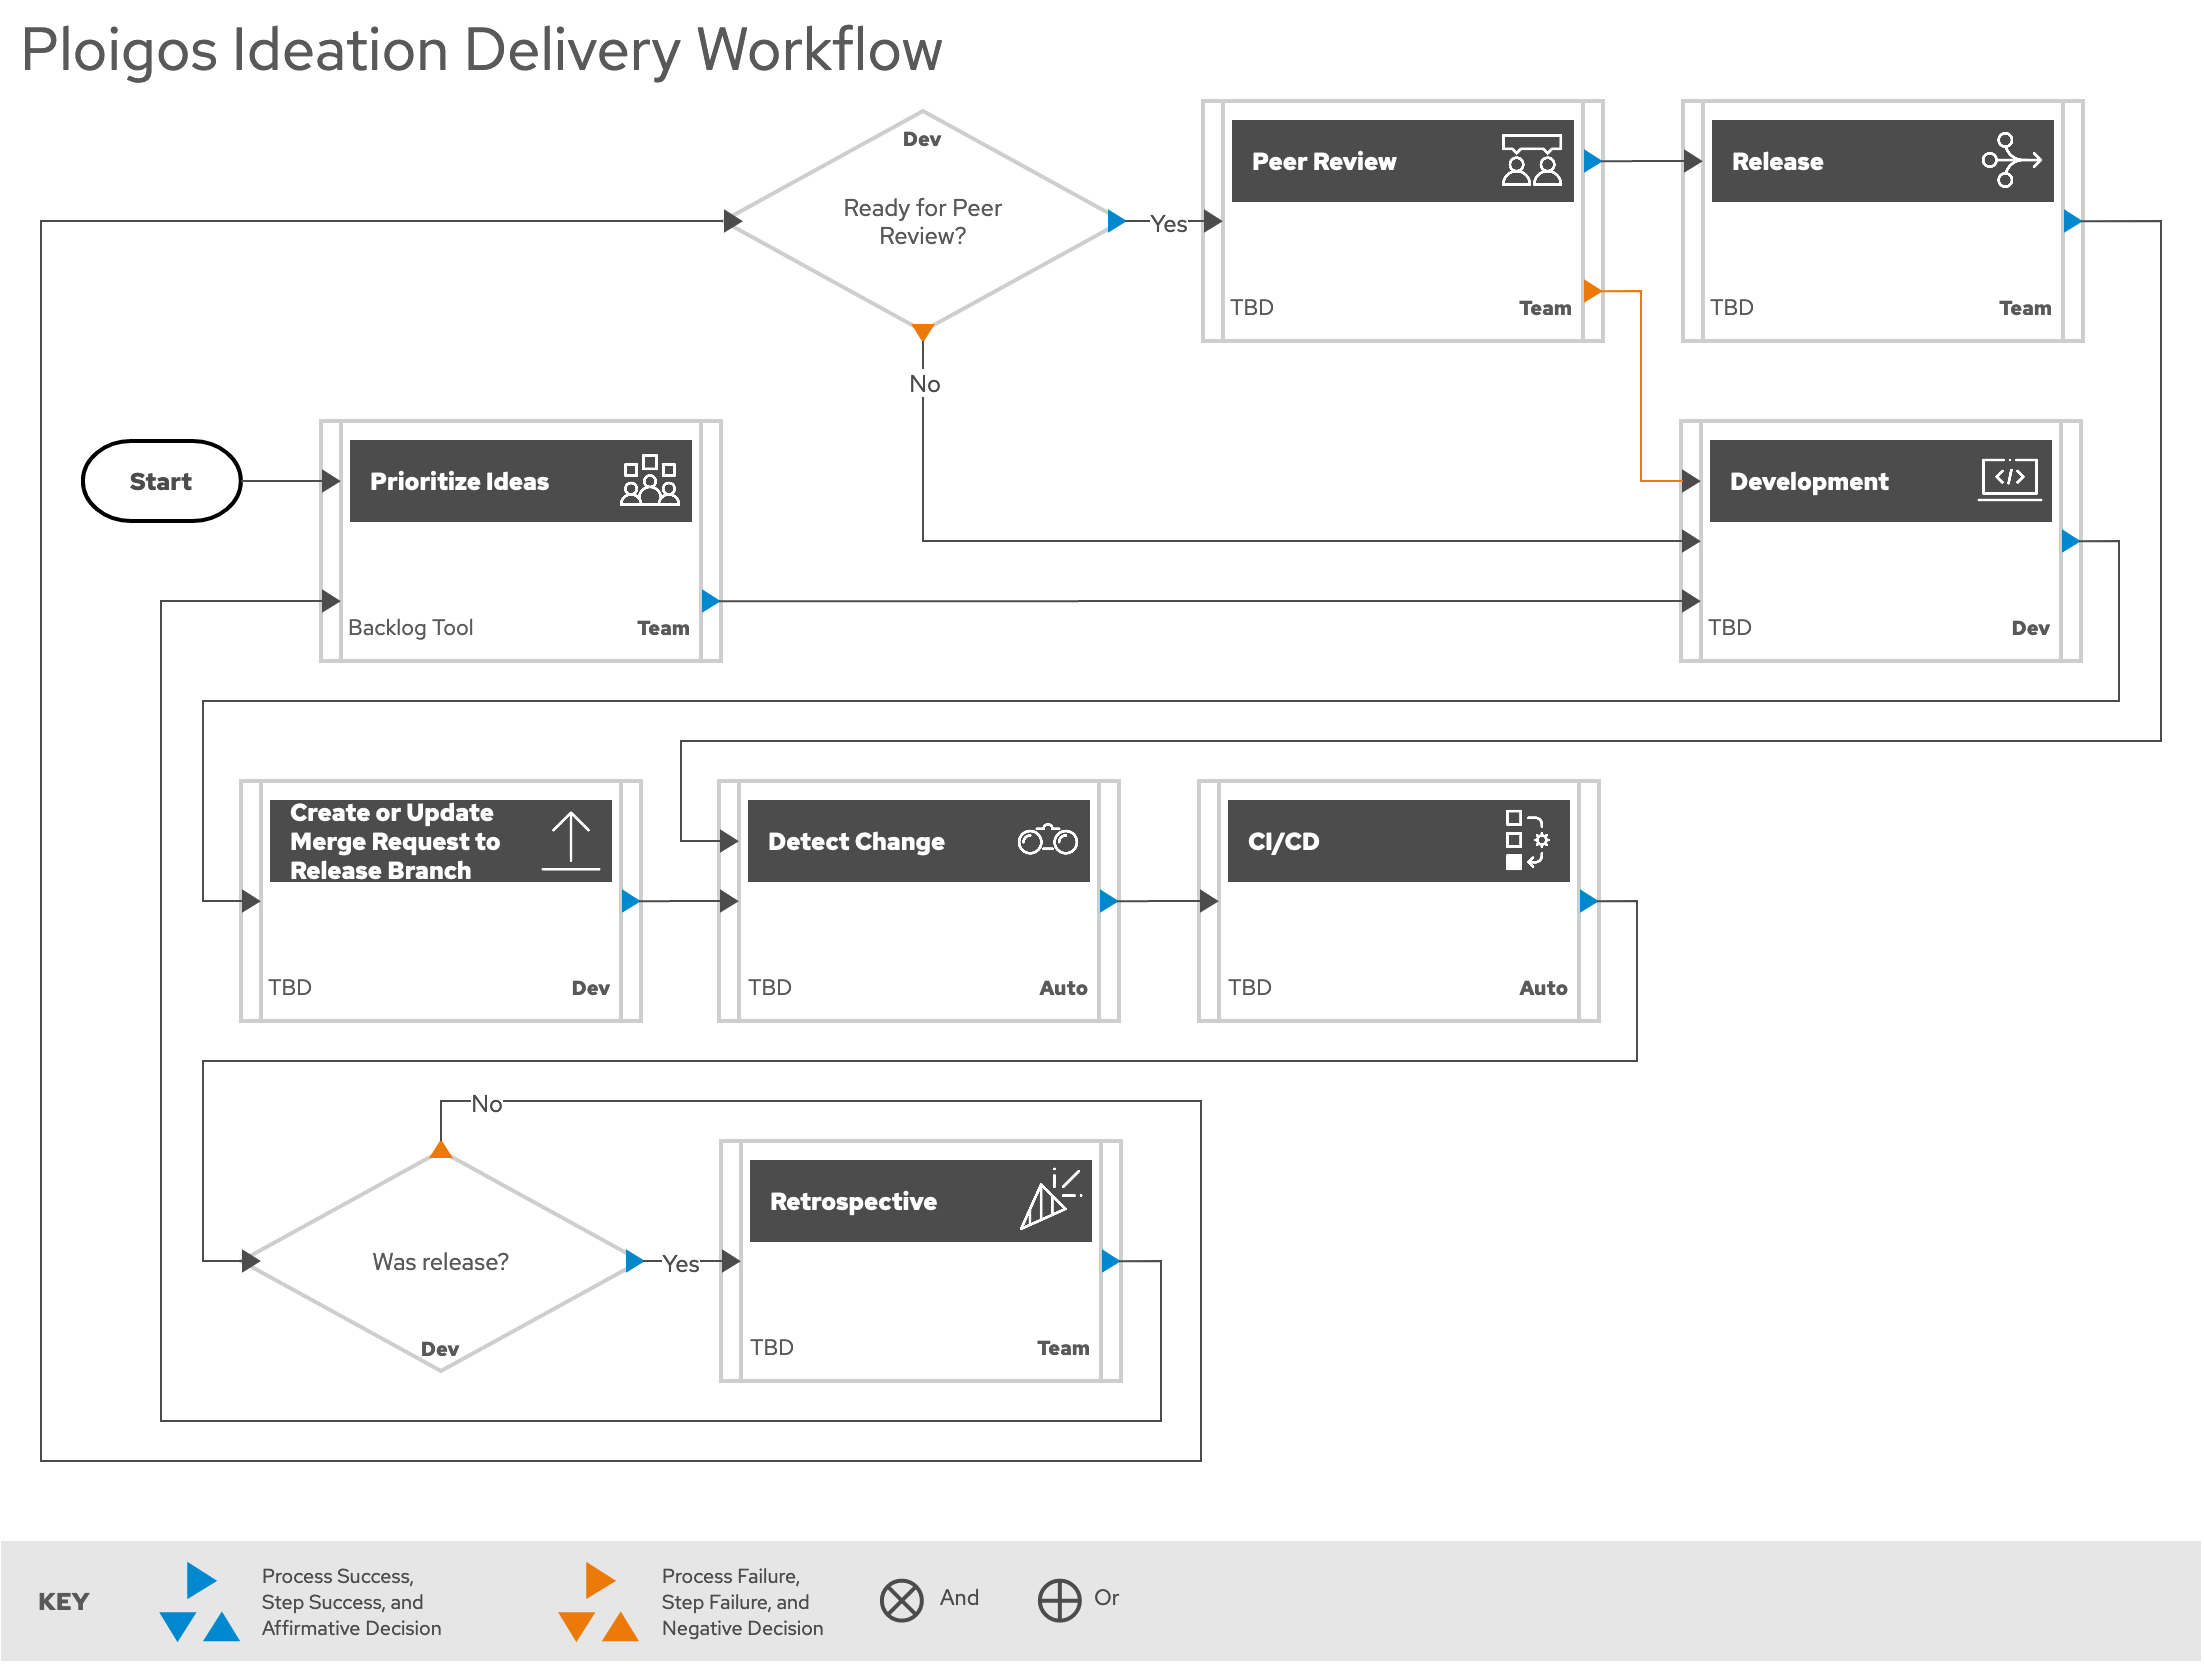 Ploigos Ideation Delivery Workflow
Dev
Ready for Peer
Review?
Yes
No
Peer Review
TBD
Team
Release
TBD
Team
Start
Prioritize Ideas
Backlog Tool
Team
Development
</>
TBD
Dev
Create or Update
Merge Request to
Release Branch
TBD
Dev
Detect Change
TBD
Auto
CI/CD
TBD
Auto
No
Was release?
Yes
Dev
Retrospective
TBD
Team
KEY
Process Success,
Step Success, and
Affirmative Decision
Process Failure,
Step Failure, and
Negative Decision
And
Or